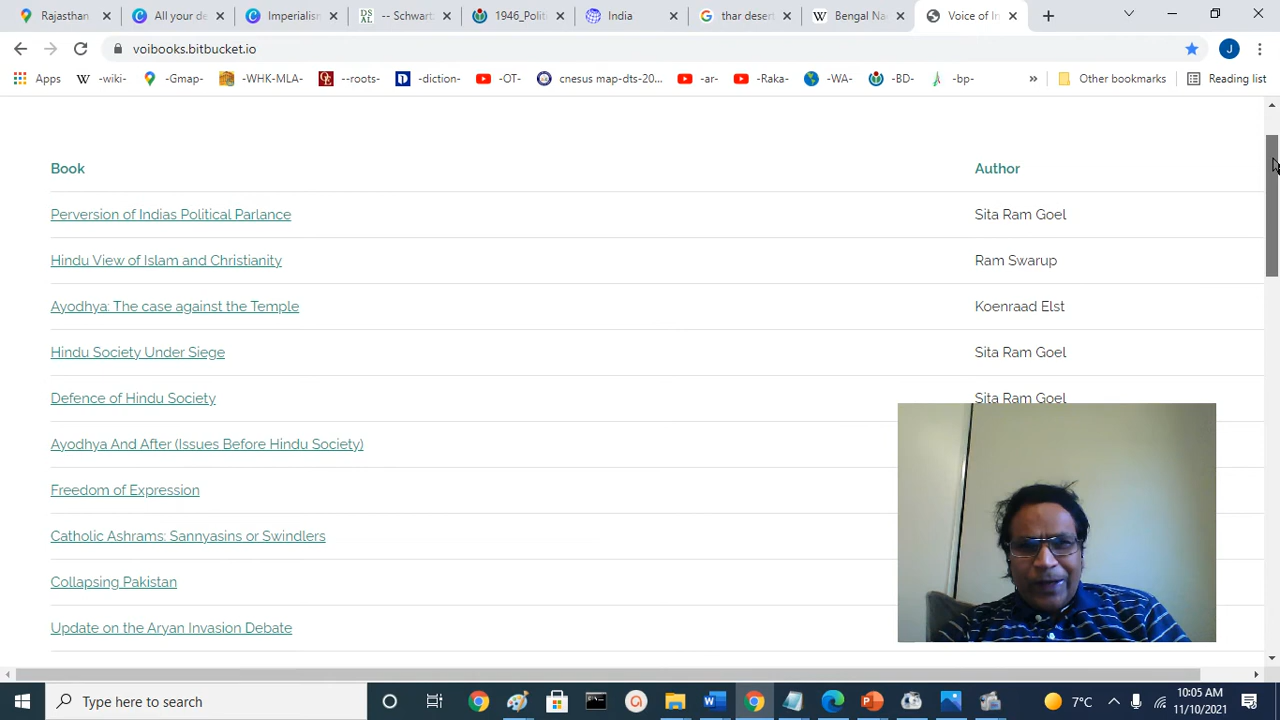 Rajasthan
All your de
Imperialism
-- Schwart
1946_Polit
India
thar desert
Bengal Na
Voice of In
voibooks.bitbucket.io
J
Apps
-wiki-
-Gmap-
-WHK-MLA-
--roots-
-diction-
-OT-
cnesus map-dts-20...
-ar-
-Raka-
-WA-
-BD-
-bp-
»
Other bookmarks
Reading list
Book Author
Perversion of Indias Political Parlance Sita Ram Goel
Hindu View of Islam and Christianity Ram Swarup
Ayodhya: The case against the Temple Koenraad Elst
Hindu Society Under Siege Sita Ram Goel
Defence of Hindu Society Sita Ram Goel
Ayodhya And After (Issues Before Hindu Society)
Freedom of Expression
Catholic Ashrams: Sannyasins or Swindlers
Collapsing Pakistan
Update on the Aryan Invasion Debate
Type here to search
7°C
10:05 AM
11/10/2021